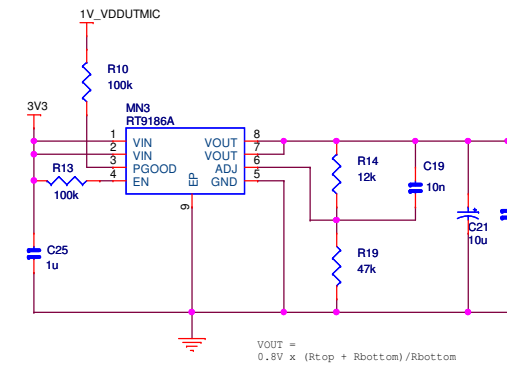 1V_VDDUTMIC
R10
100k
3V3
MN3
RT9186A
1
VIN
VOUT
8
2
VIN
VOUT
7
3
PGOOD
ADJ
6
4
EN
GND
5
EP
9
R13
100k
R14
12k
C19
10n
C21
10u
R19
47k
C25
1u
VOUT =
0.8V x (Rtop + Rbottom)/Rbottom